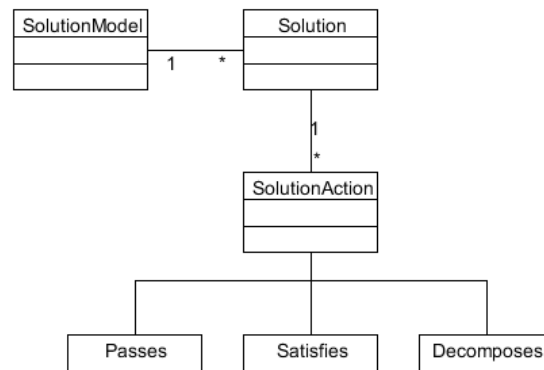 SolutionModel
Solution
1
*
1
*
SolutionAction
Passes
Satisfies
Decomposes